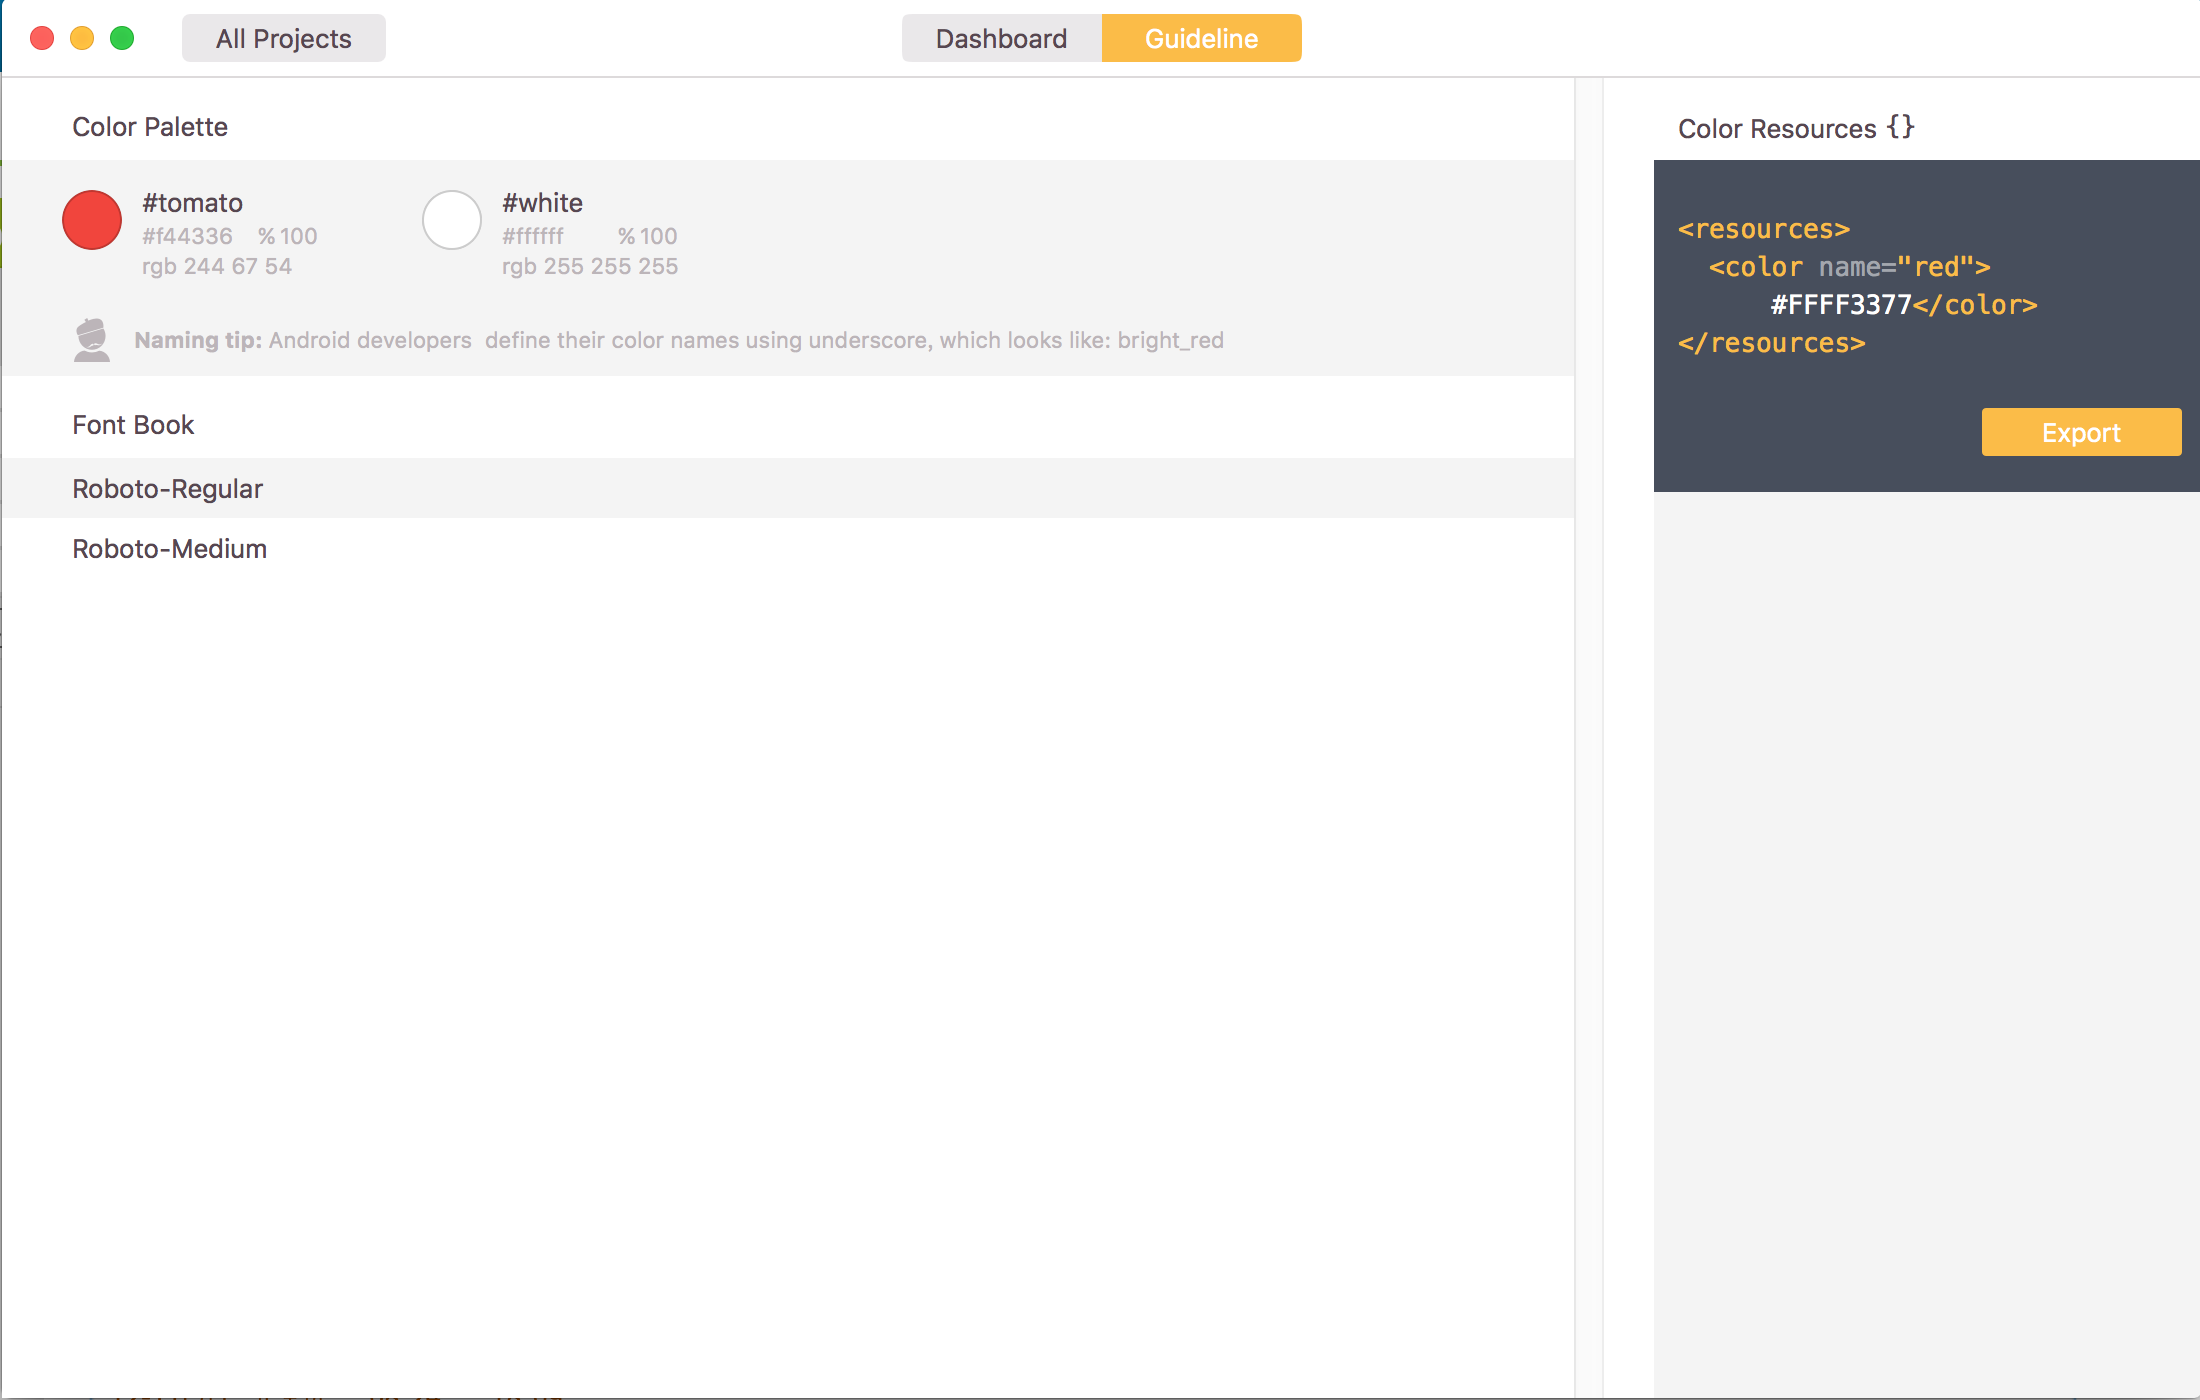 All Projects
Dashboard
Guideline
Color Palette
#tomato
#f44336 % 100
rgb 244 67 54
#white
#ffffff % 100
rgb 255 255 255
Naming tip: Android developers  define their color names using underscore, which looks like: bright_red
Font Book
Roboto-Regular
Roboto-Medium
Color Resources {}
<resources>
<color name="red">
#FFFF3377</color>
</resources>
Export